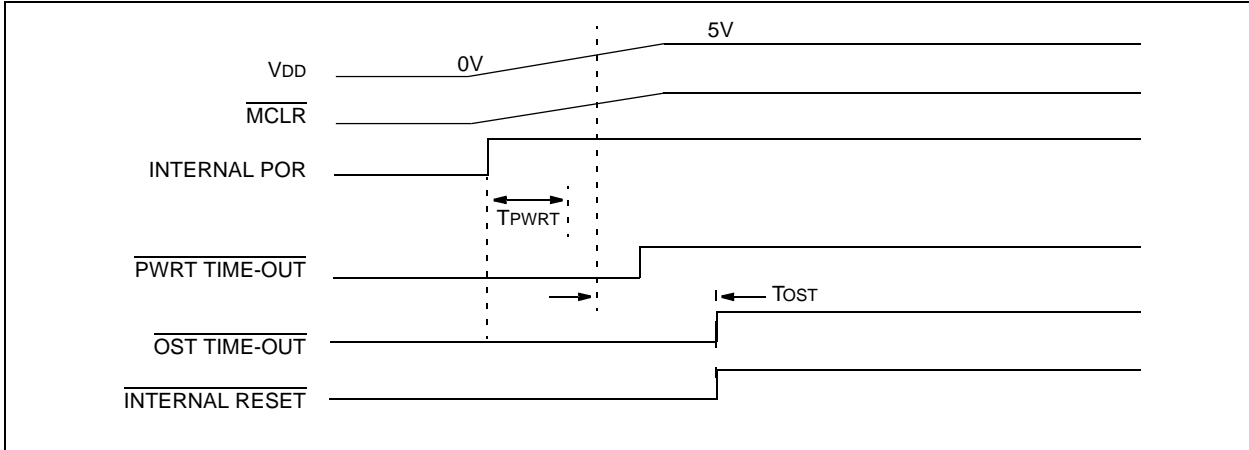 5V
0V
VDD
MCLR
INTERNAL POR
TPWRT
PWRT TIME-OUT
TOST
OST TIME-OUT
INTERNAL RESET